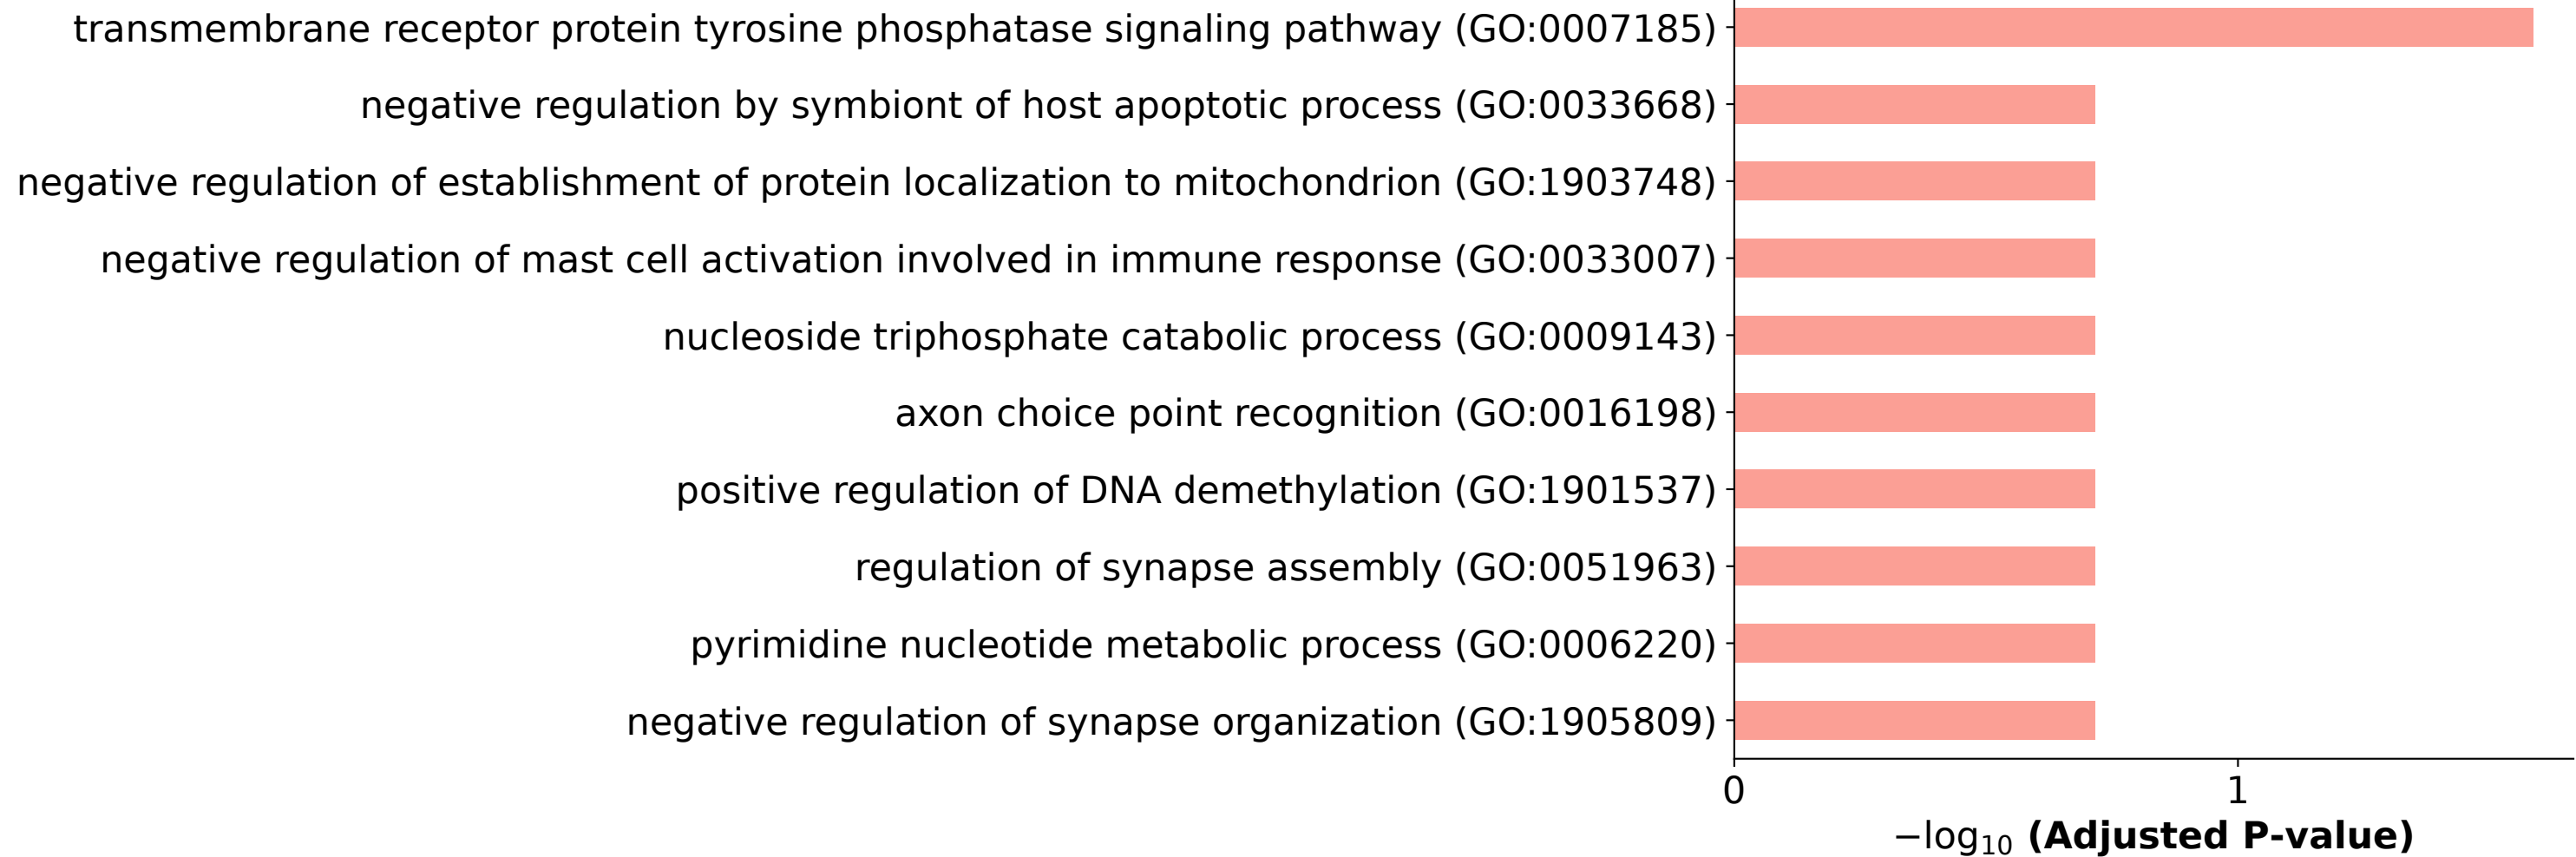 transmembrane receptor protein tyrosine phosphatase signaling pathway (GO:0007185)
negative regulation by symbiont of host apoptotic process (GO:0033668)
negative regulation of establishment of protein localization to mitochondrion (GO:1903748)
negative regulation of mast cell activation involved in immune response (GO:0033007)
nucleoside triphosphate catabolic process (GO:0009143)
axon choice point recognition (GO:0016198)
positive regulation of DNA demethylation (GO:1901537)
regulation of synapse assembly (GO:0051963)
pyrimidine nucleotide metabolic process (GO:0006220)
negative regulation of synapse organization (GO:1905809)
0 1
−log₁₀ (Adjusted P-value)